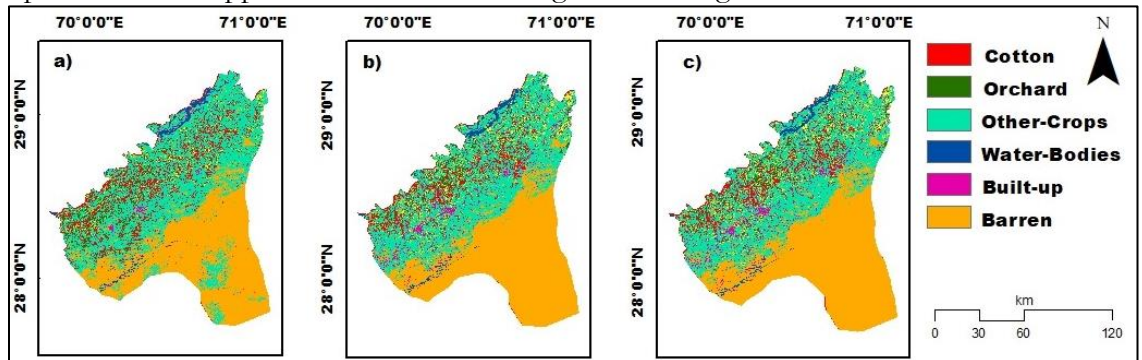 70°0'0"E 71°0'0"E 70°0'0"E 71°0'0"E 70°0'0"E 71°0'0"E
N
a) b) c)
29°0'0"N 29°0'0"N 29°0'0"N
28°0'0"N 28°0'0"N 28°0'0"N
Cotton
Orchard
Other-Crops
Water-Bodies
Built-up
Barren
km
0 30 60 120